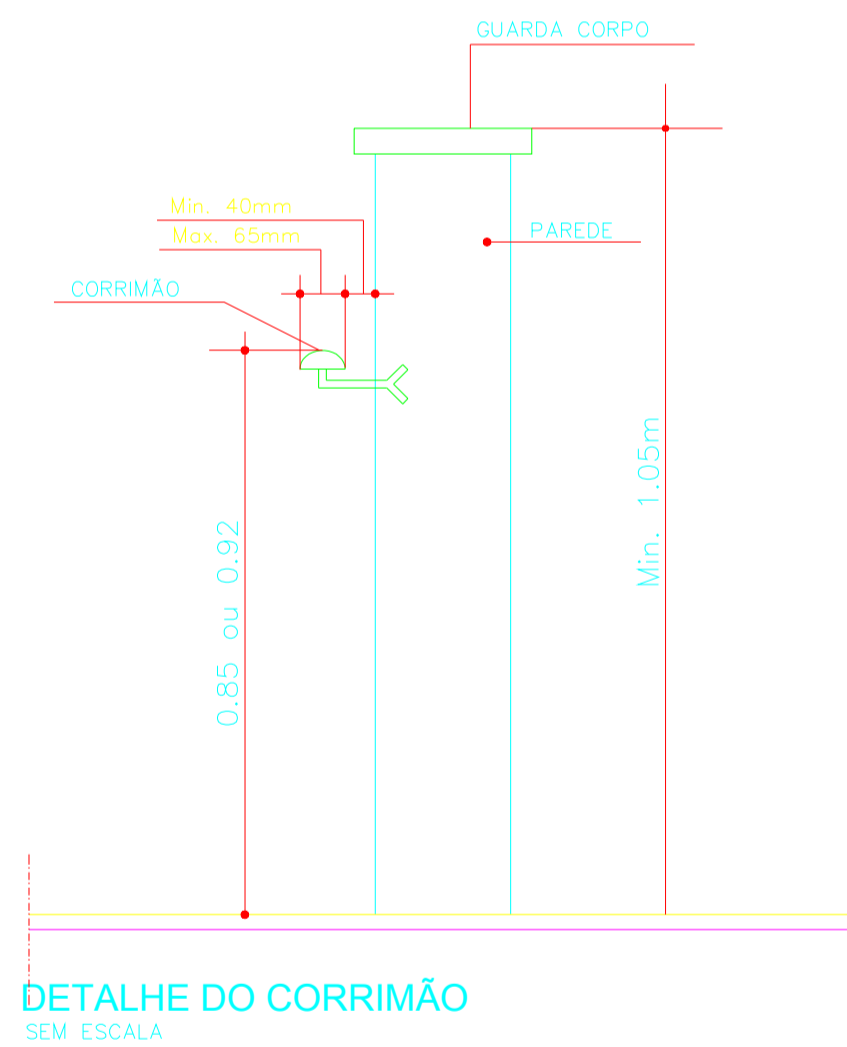 GUARDA CORPO
Min. 40mm
Max. 65mm
PAREDE
CORRIMÃO
0.85 ou 0.92
Min. 1.05m
DETALHE DO CORRIMÃO
SEM ESCALA